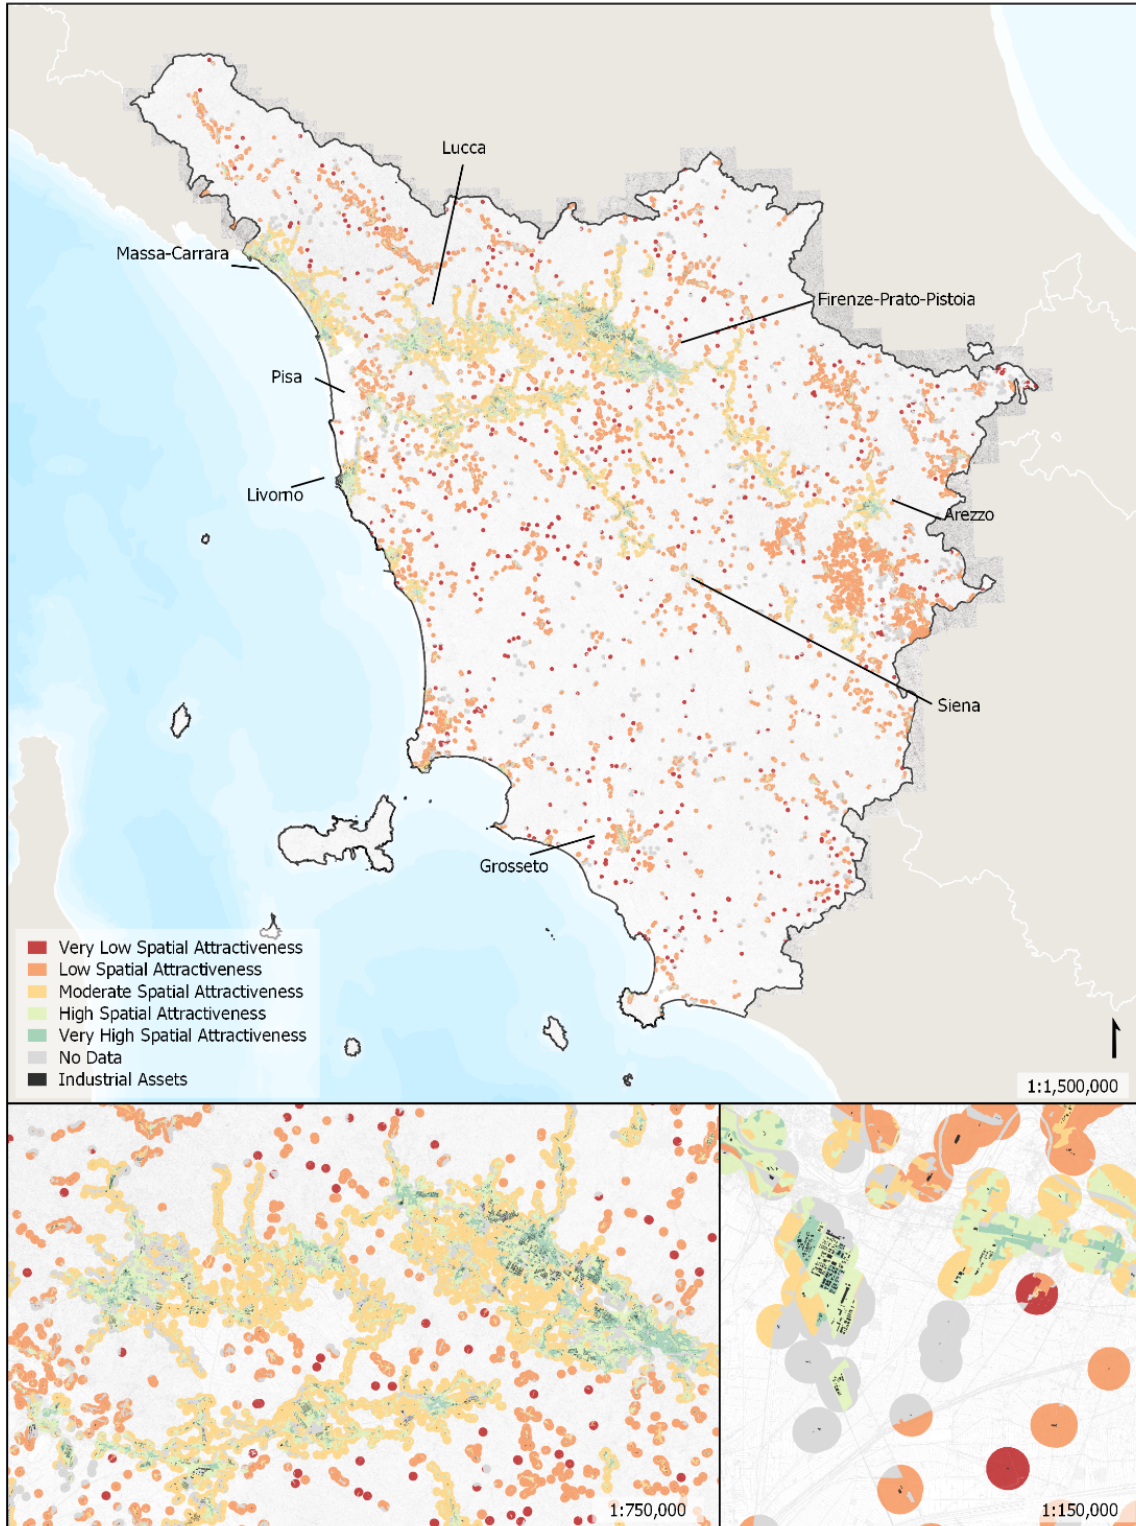 Lucca
Massa-Carrara
Firenze-Prato-Pistoia
Pisa
Livorno
Arezzo
Siena
Grosseto
Very Low Spatial Attractiveness
Low Spatial Attractiveness
Moderate Spatial Attractiveness
High Spatial Attractiveness
Very High Spatial Attractiveness
No Data
Industrial Assets
1:1,500,000
1:750,000
1:150,000